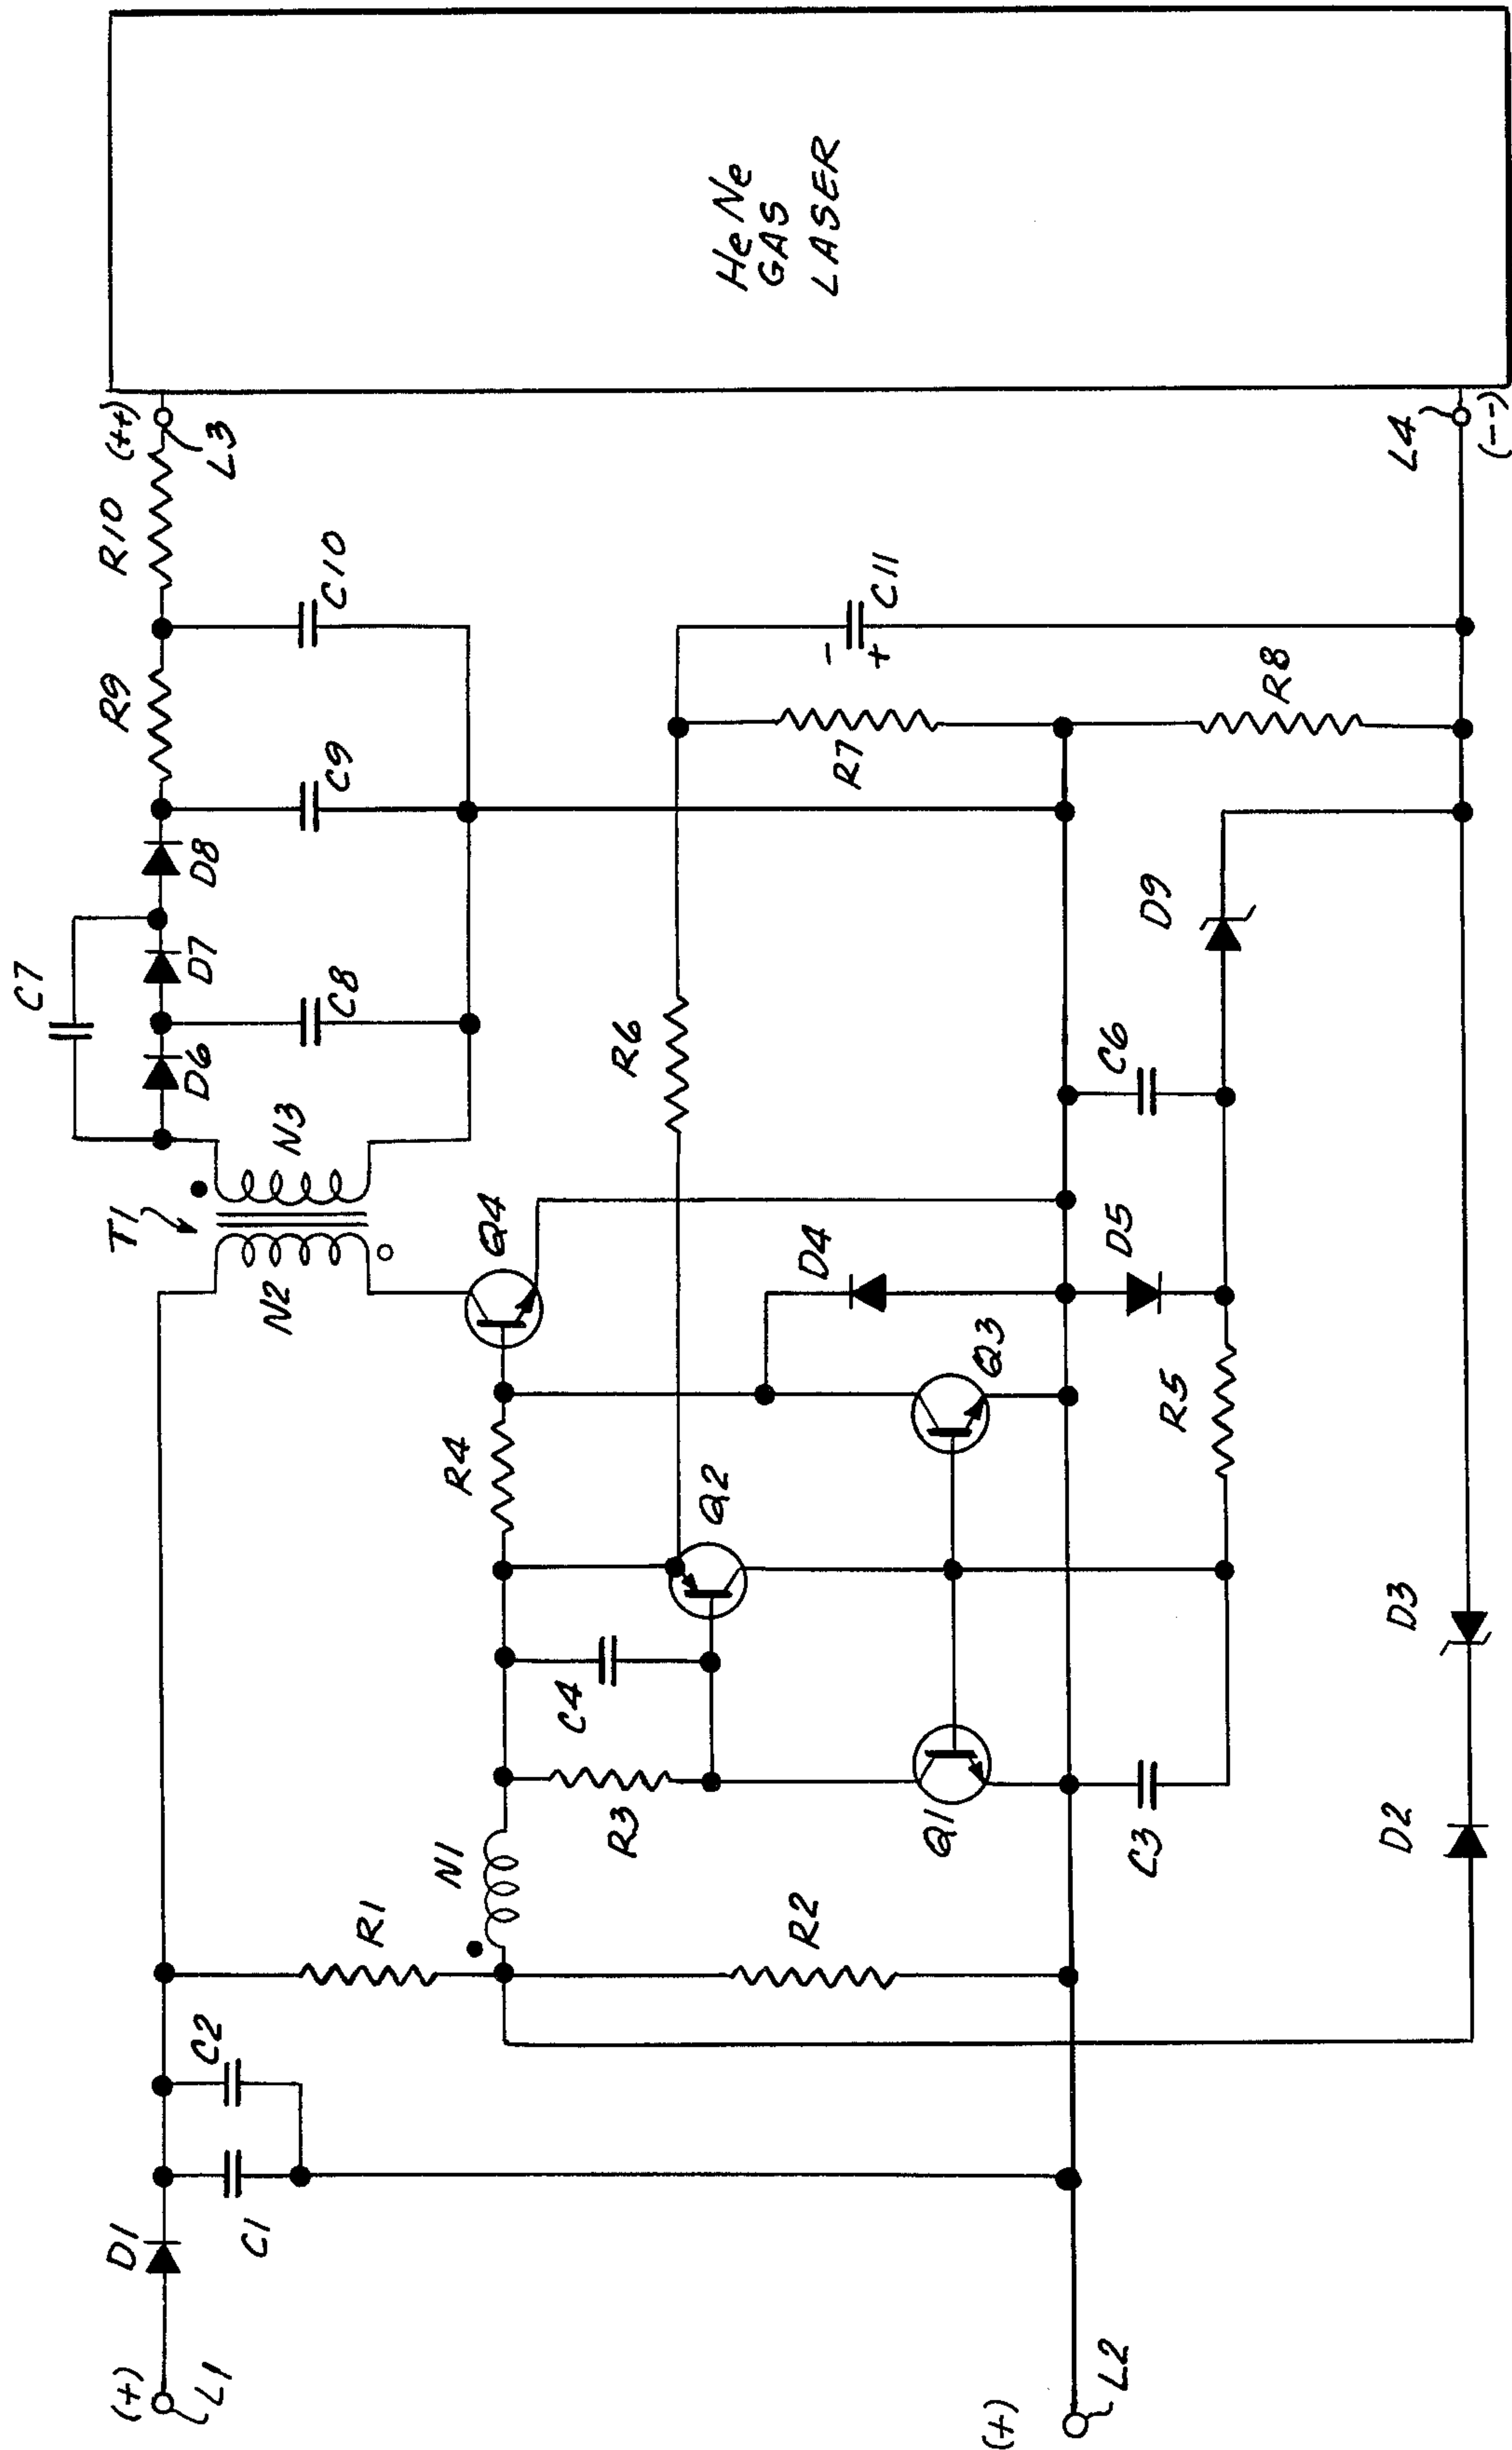 (+)
L1
D1
C1
C2
R1
N1
R2
R3
C4
Q1
C3
D2
D3
Q2
R4
Q3
R5
D4
D5
Q4
T1
N2
N3
C7
D6
D7
D8
C8
C9
R9
C10
R10
(++)
L3
R6
C6
D9
R7
R8
-
+
C11
L4
(--)
(+)
L2
He Ne
GAS
LASER